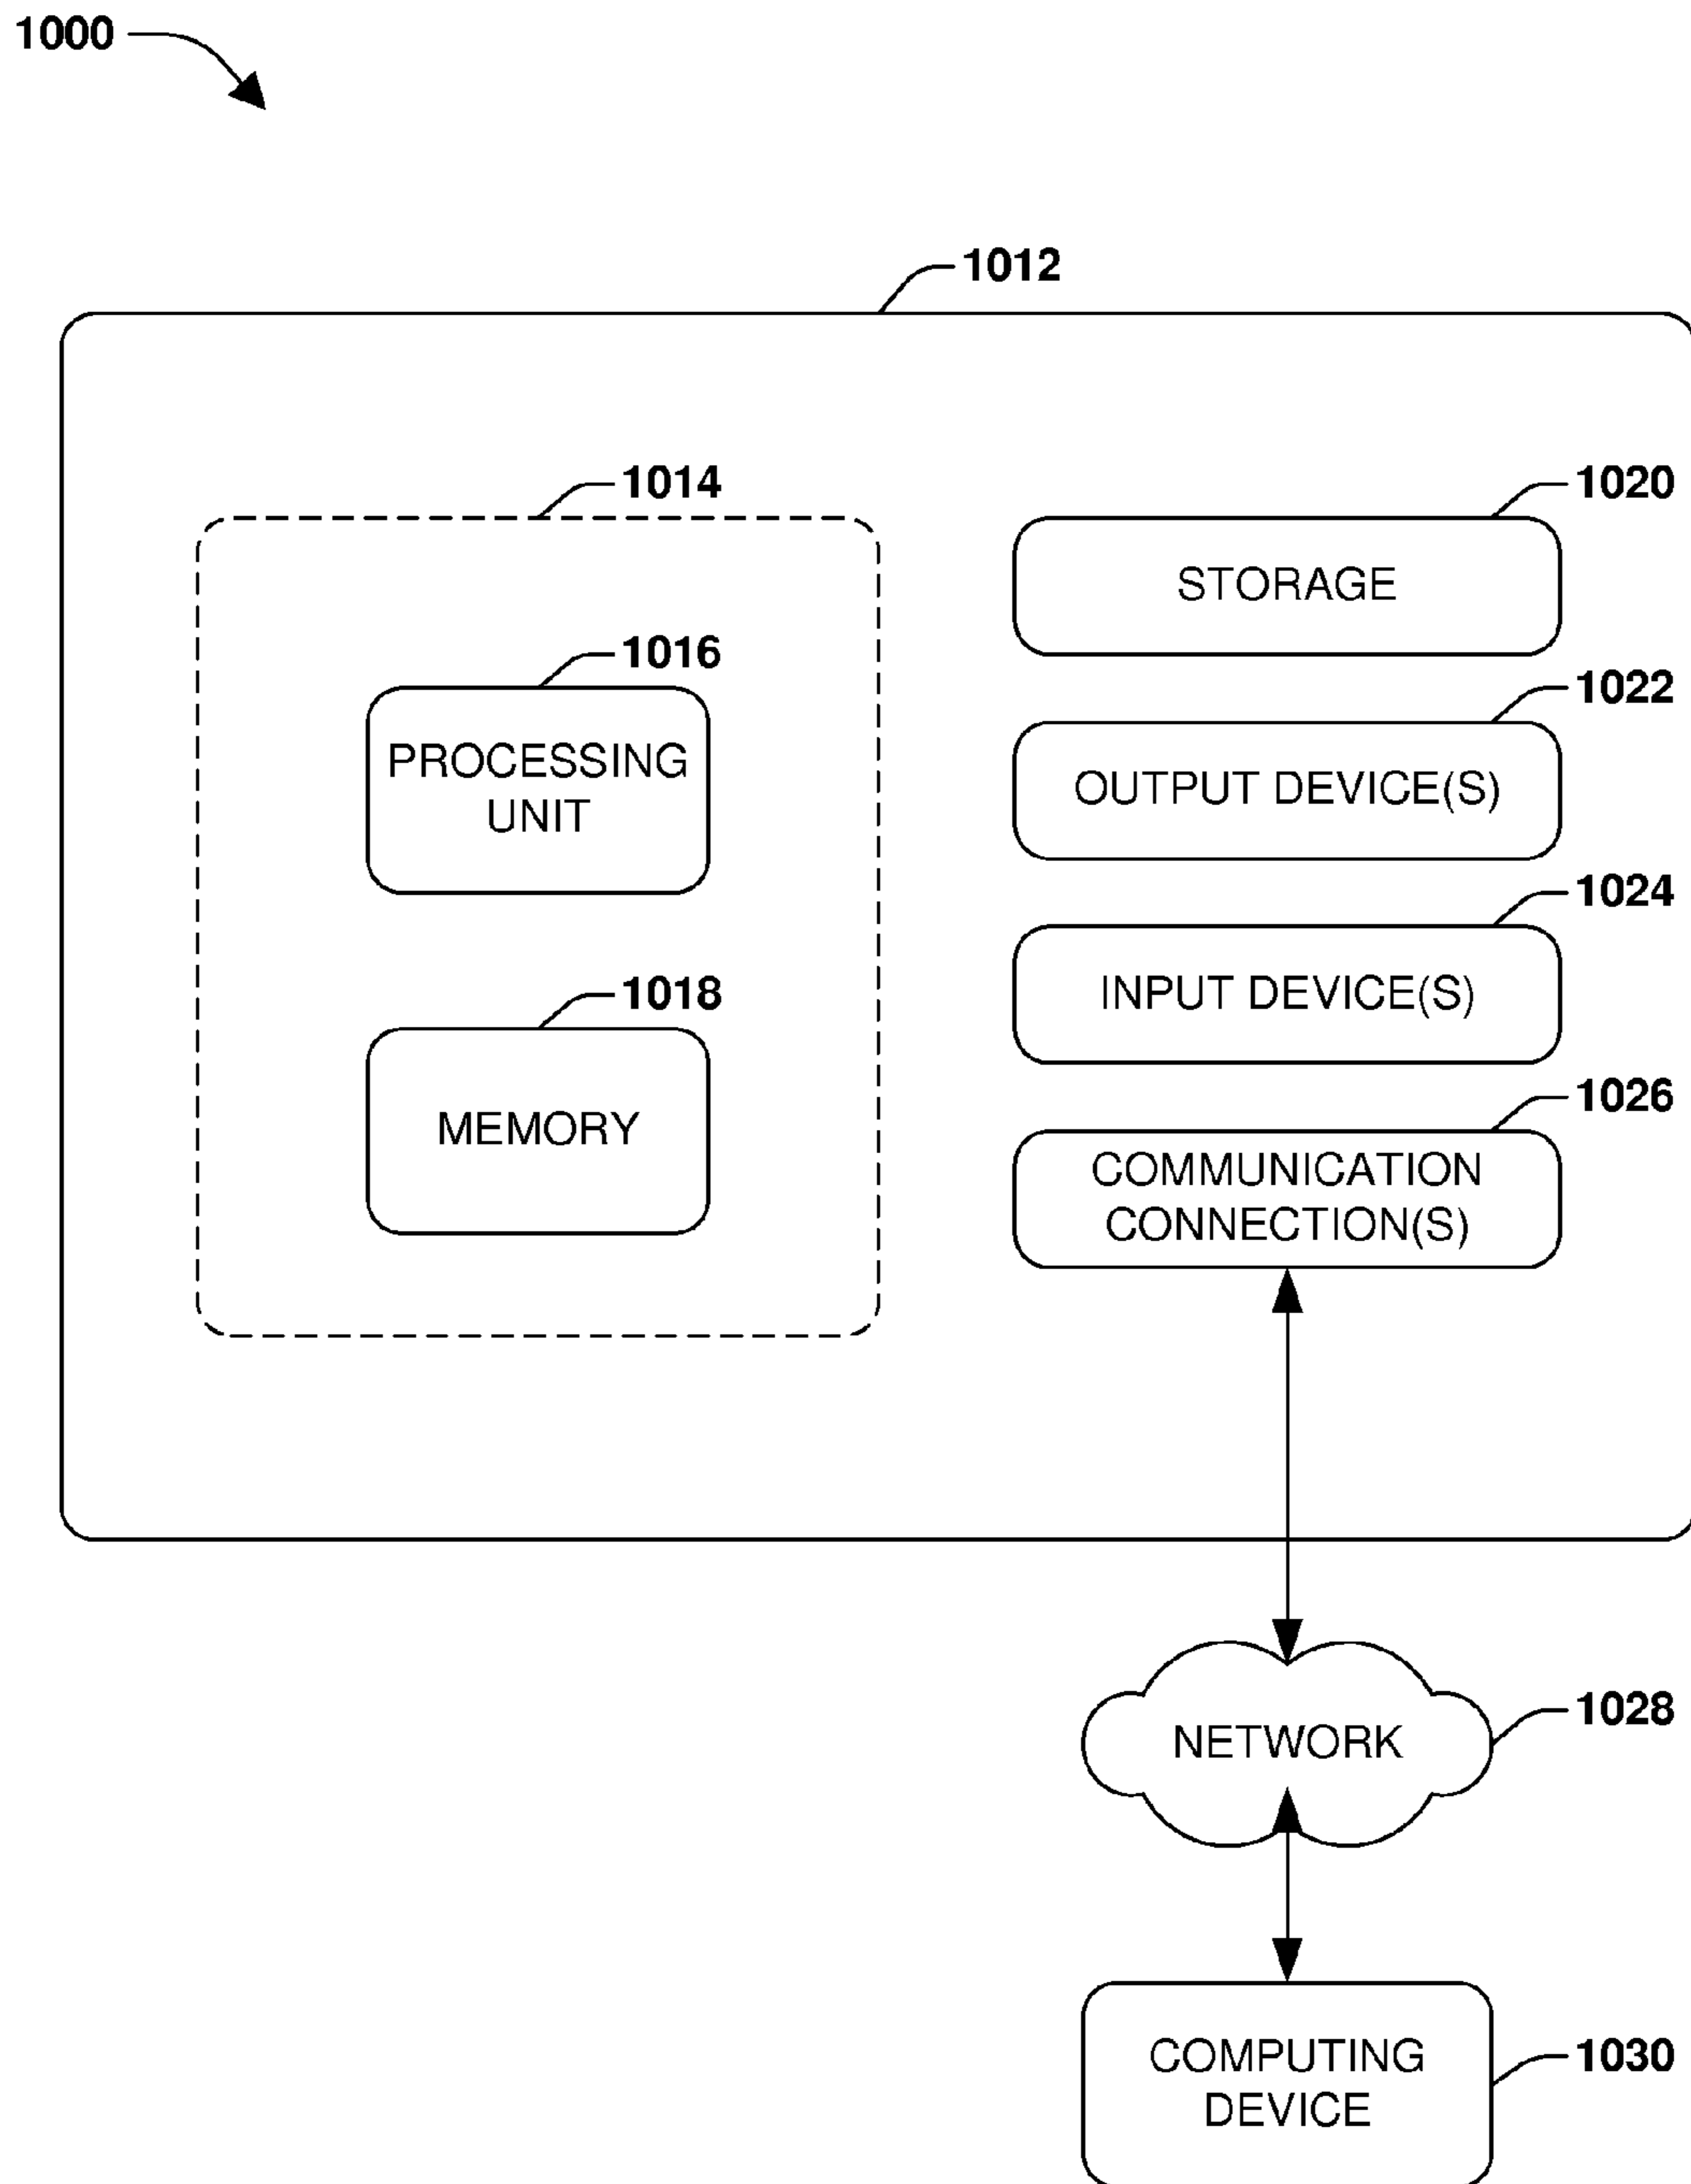 1000
1012
1014
1016
PROCESSING
UNIT
1018
MEMORY
1020
STORAGE
1022
OUTPUT DEVICE(S)
1024
INPUT DEVICE(S)
1026
COMMUNICATION
CONNECTION(S)
1028
NETWORK
1030
COMPUTING
DEVICE